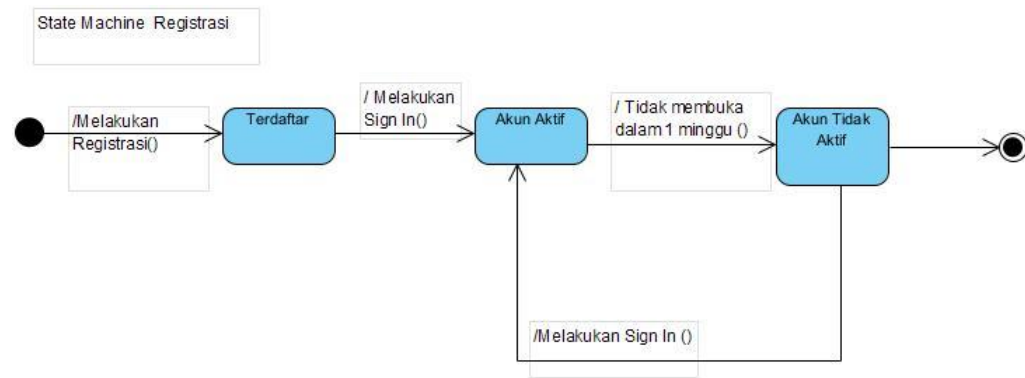 State Machine Registrasi
/Melakukan
Registrasi()
Terdaftar
/ Melakukan
Sign In()
Akun Aktif
/ Tidak membuka
dalam 1 minggu ()
Akun Tidak
Aktif
/Melakukan Sign In ()